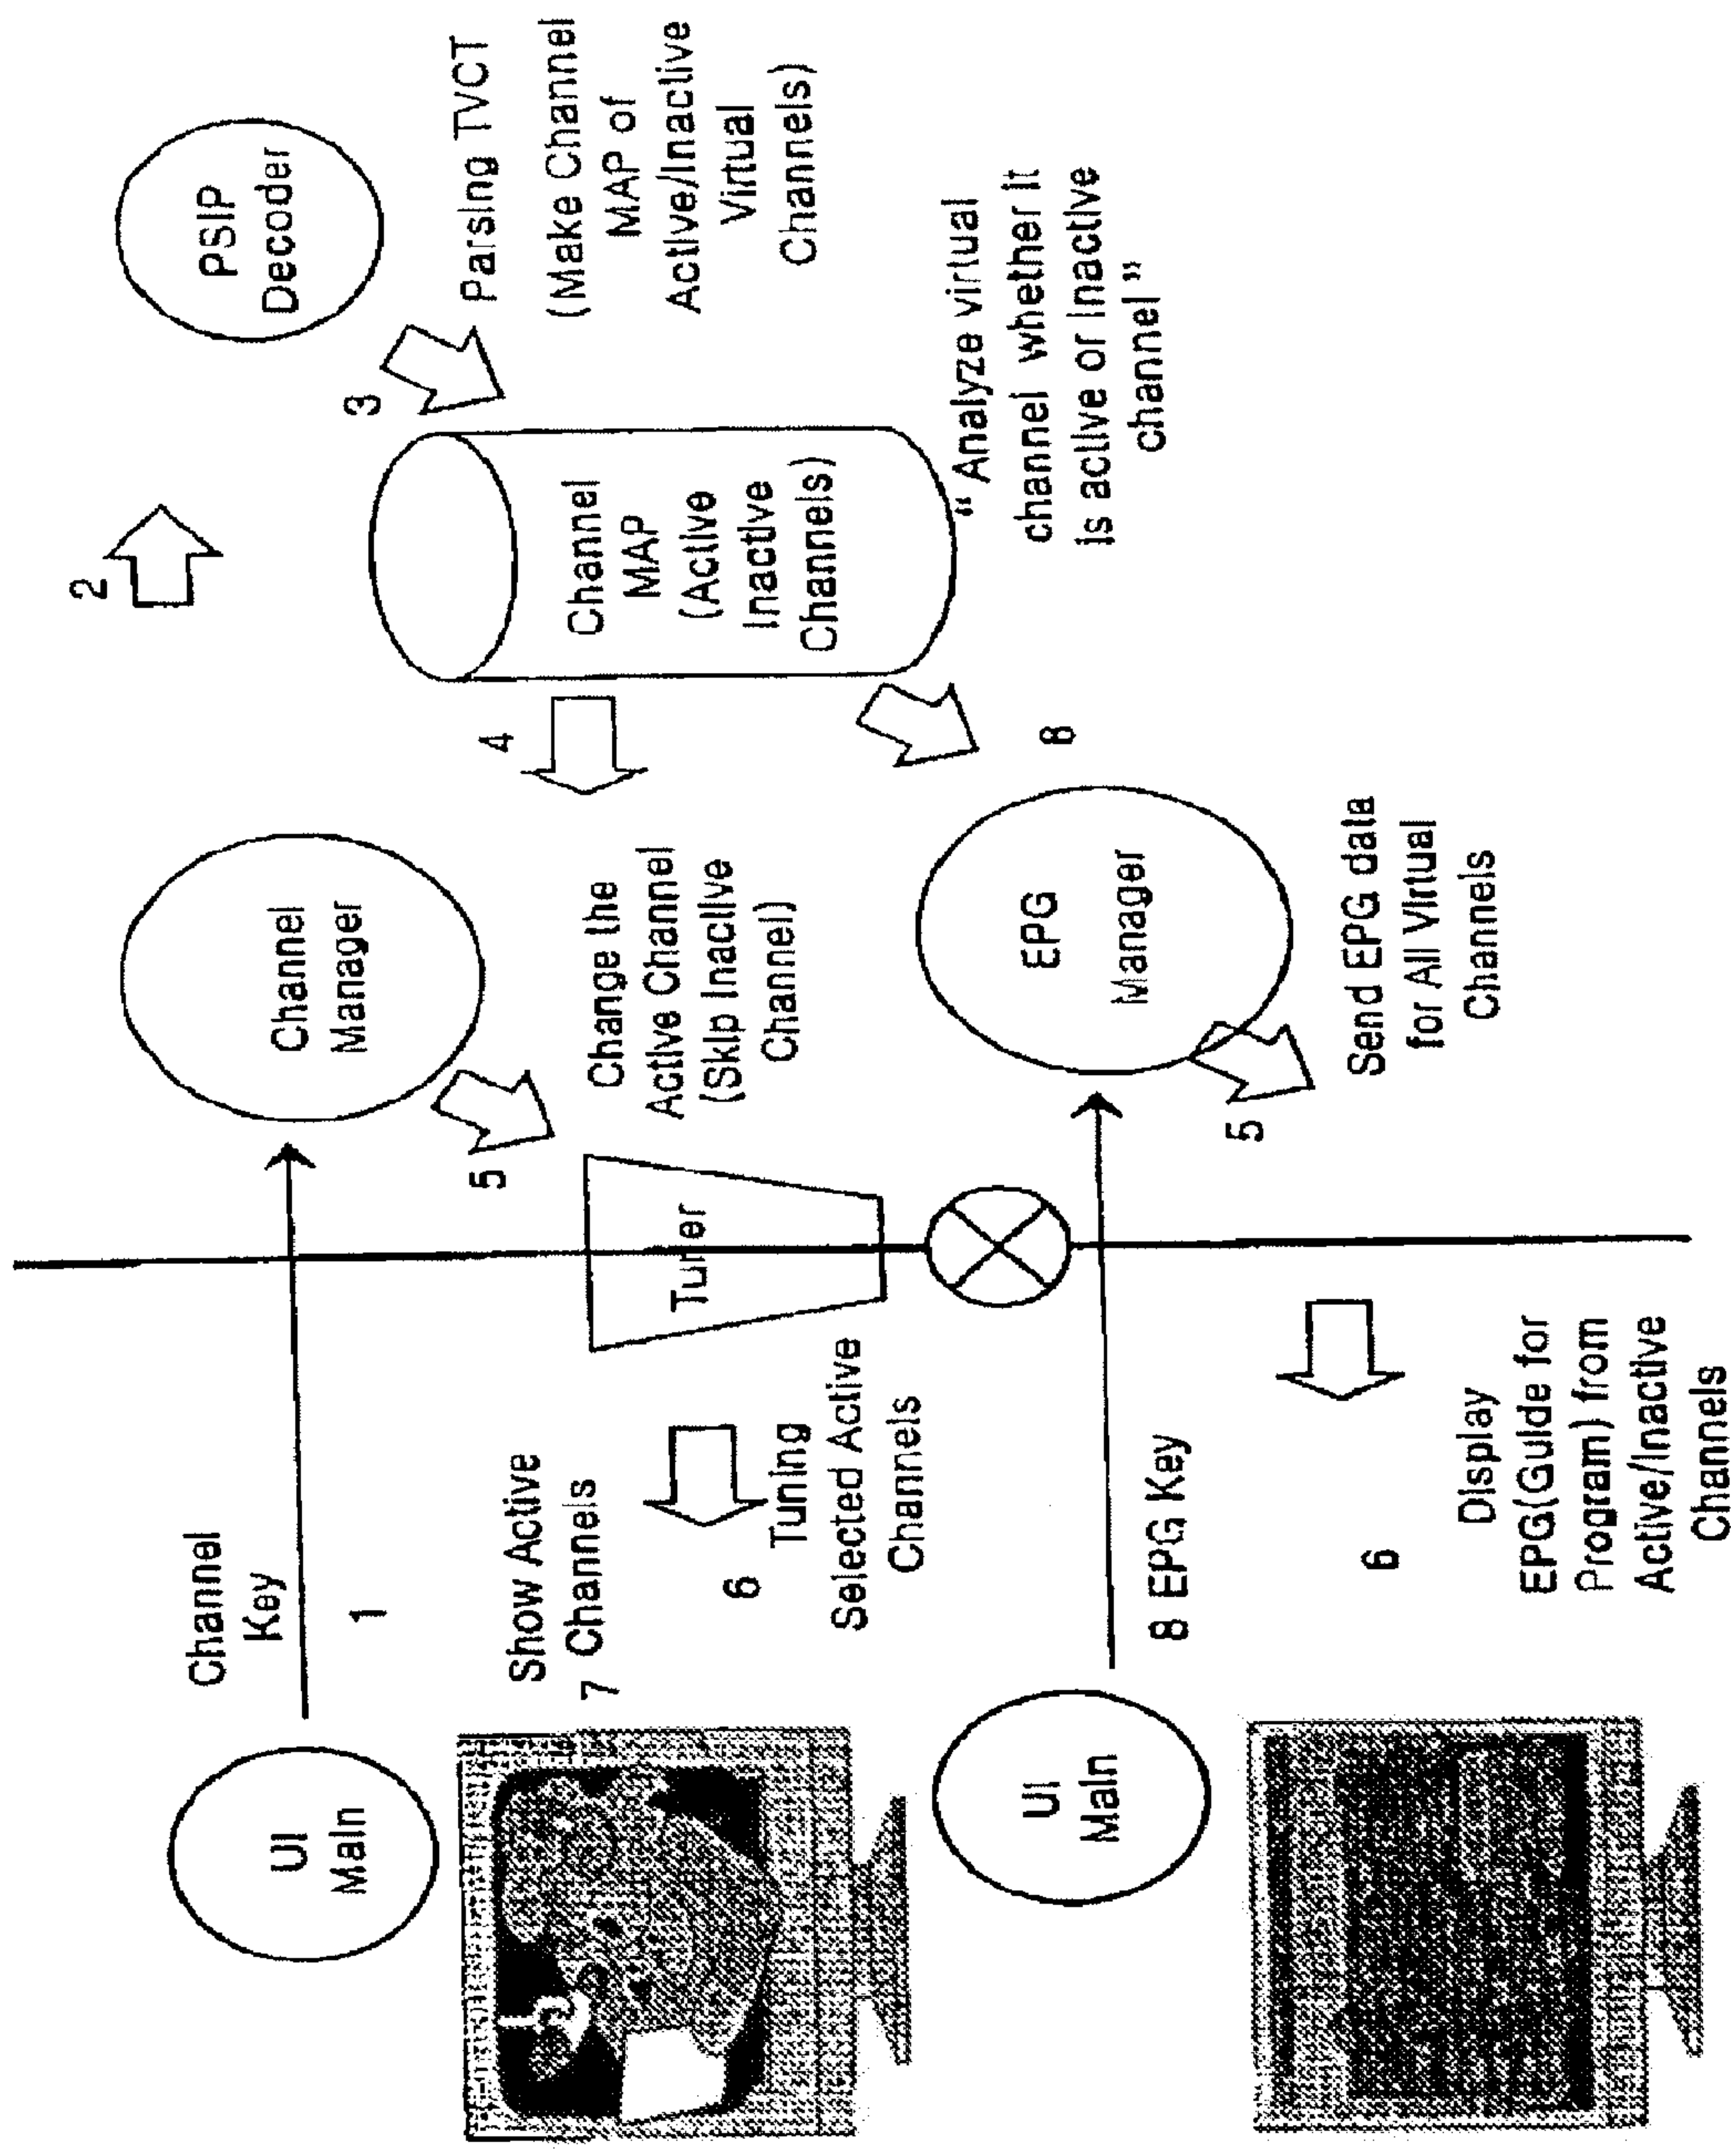 UI
Main
Channel
Key
1
Channel
Manager
2
PSIP
Decoder
3
Parsing TVCT
(Make Channel
MAP of
Active/Inactive
Virtual
Channels)
4
Channel
MAP
(Active
Inactive
Channels)
5
Change the
Active Channel
(Skip Inactive
Channel)
Tuner
Show Active
7 Channels
6
Tuning
Selected Active
Channels
“ Analyze virtual
channel whether it
is active or inactive
channel ”
8
UI
Main
8 EPG Key
EPG
Manager
5
Send EPG data
for All Virtual
Channels
6
Display
EPG(Guide for
Program) from
Active/Inactive
Channels